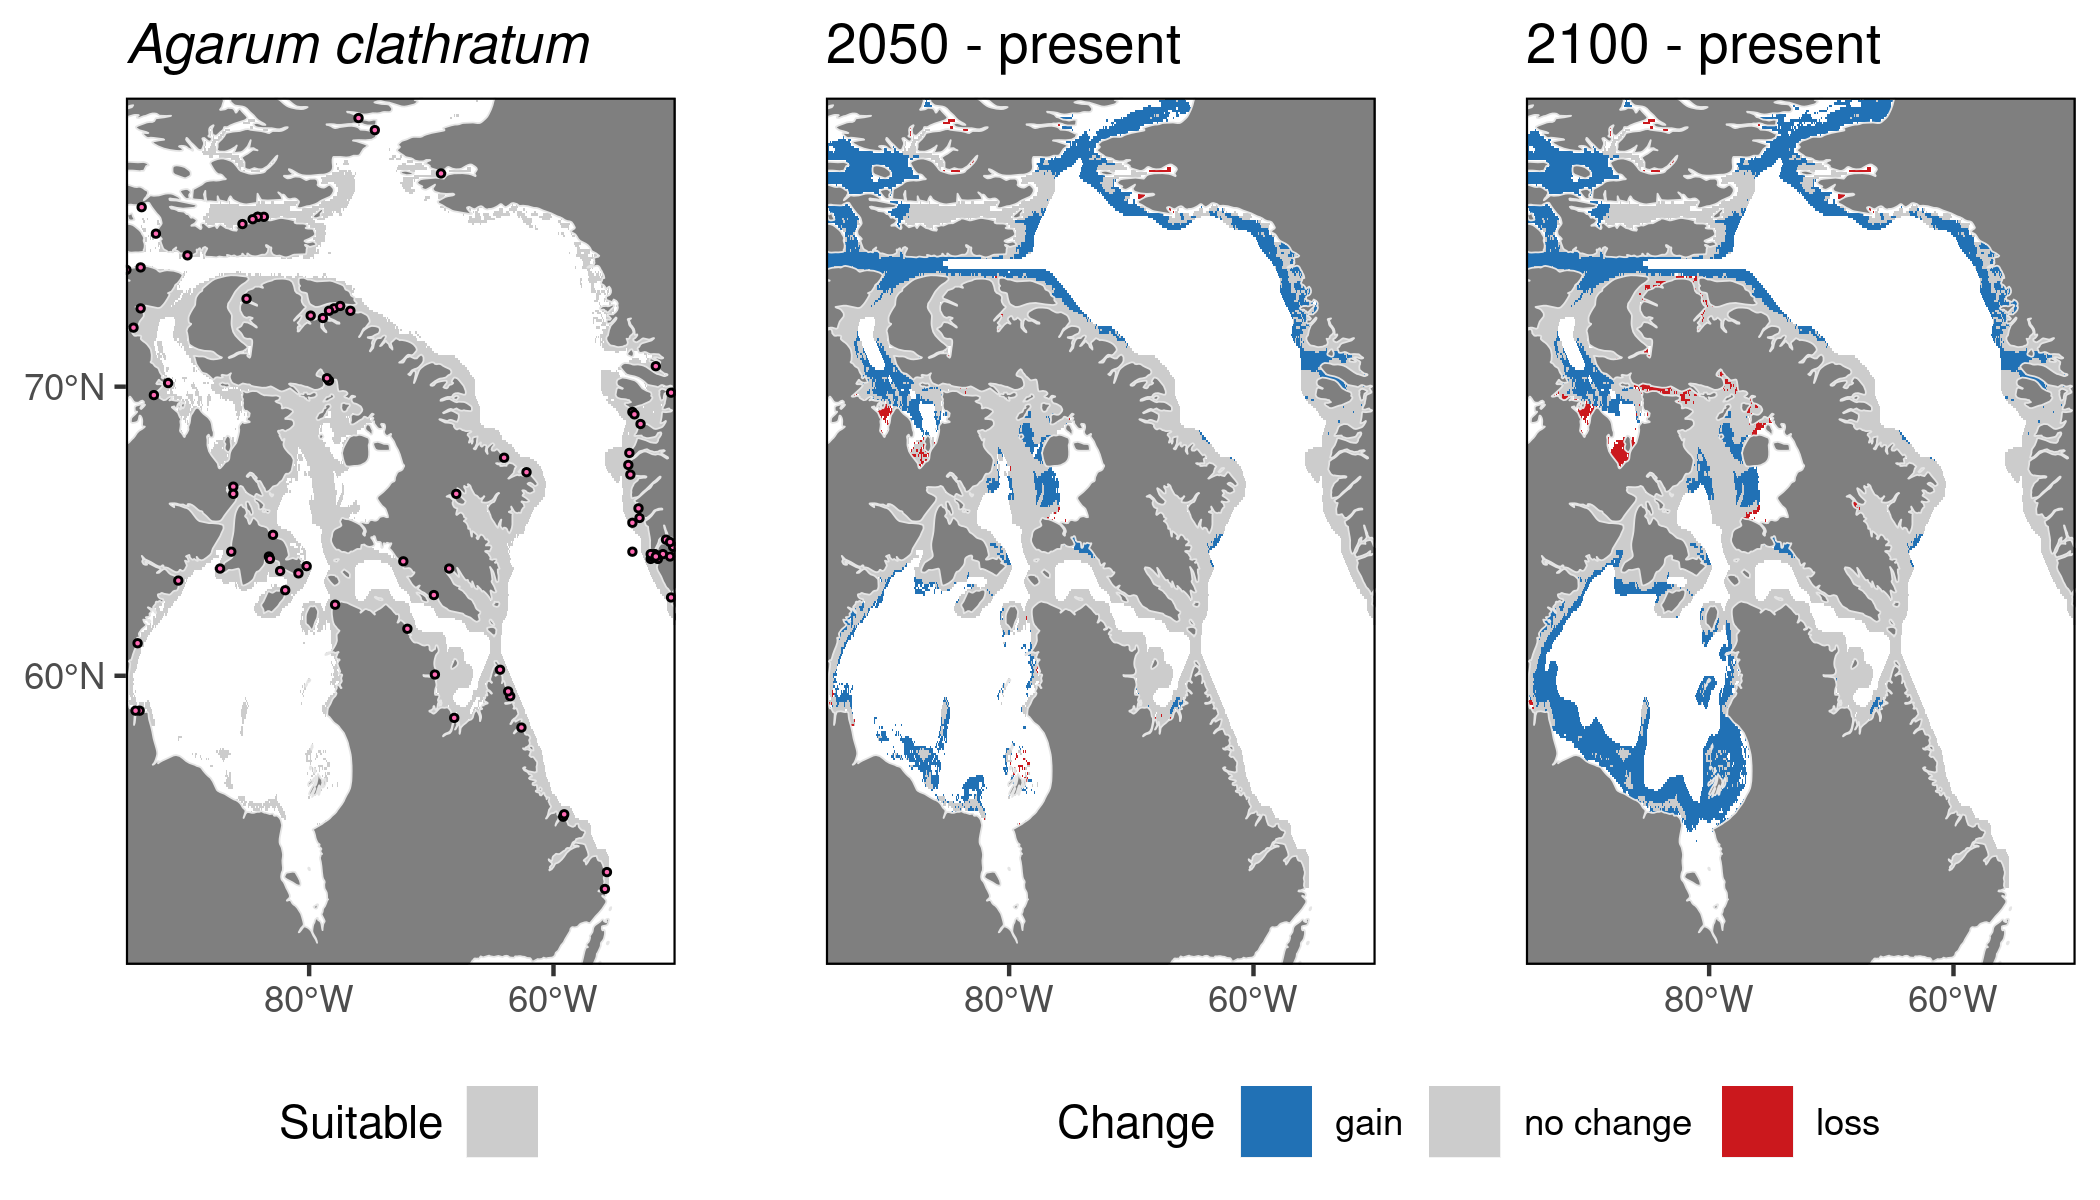 Agarum clathratum
2050 - present
2100 - present
70°N
60°N
80°W
60°W
80°W
60°W
80°W
60°W
Suitable
Change
gain
no change
loss